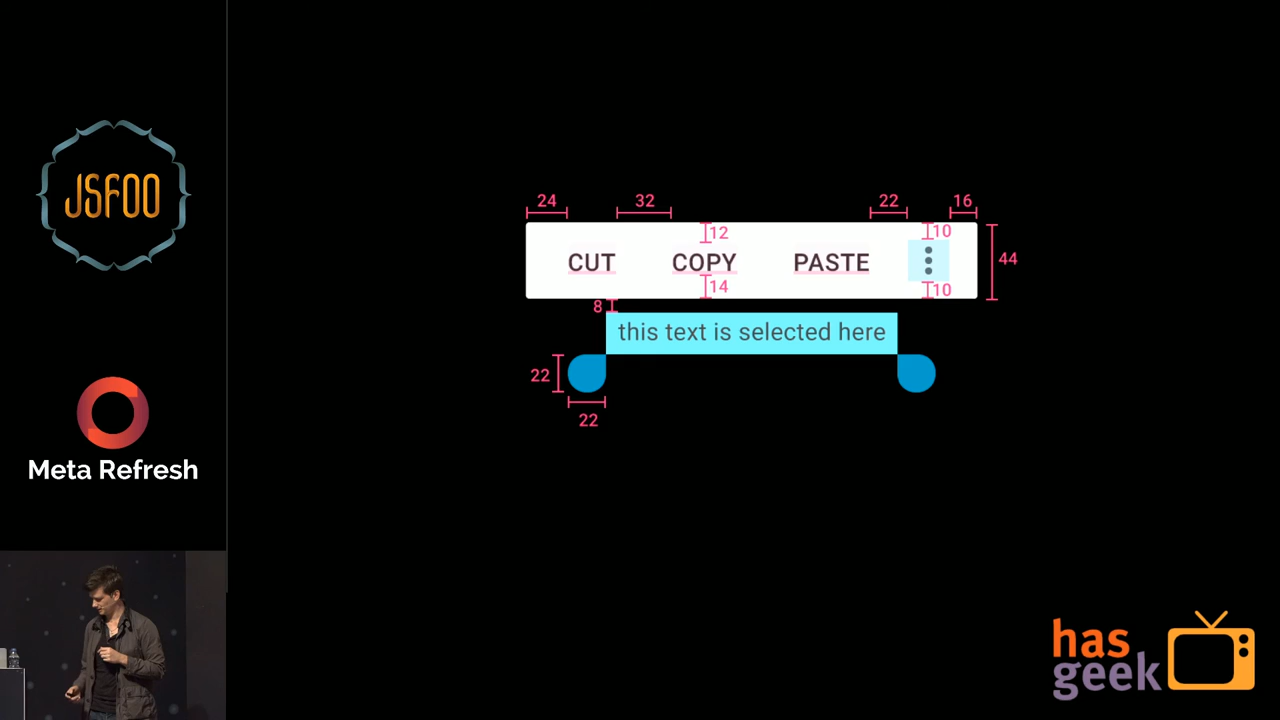 JSFOO
Meta Refresh
24 32 22 16
CUT COPY PASTE
12 10
14 10
44
8
this text is selected here
22
22
has
geek